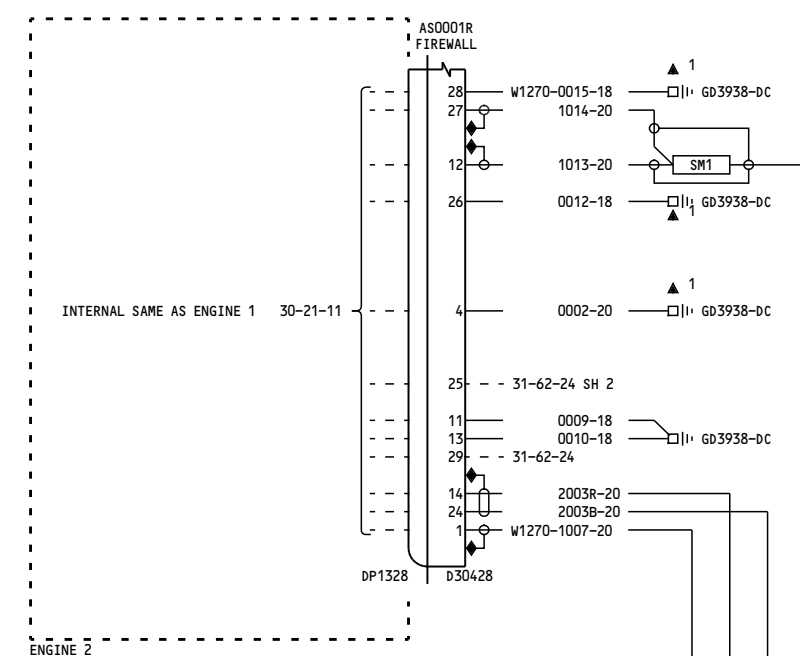 AS0001R
FIREWALL
1
28 W1270-0015-18 GD3938-DC
27 1014-20
12 1013-20 SM1
26 0012-18 GD3938-DC
1
1
INTERNAL SAME AS ENGINE 1 30-21-11 4 0002-20 GD3938-DC
25 31-62-24 SH 2
11 0009-18
13 0010-18 GD3938-DC
29 31-62-24
14 2003R-20
24 2003B-20
1 W1270-1007-20
DP1328 D30428
ENGINE 2